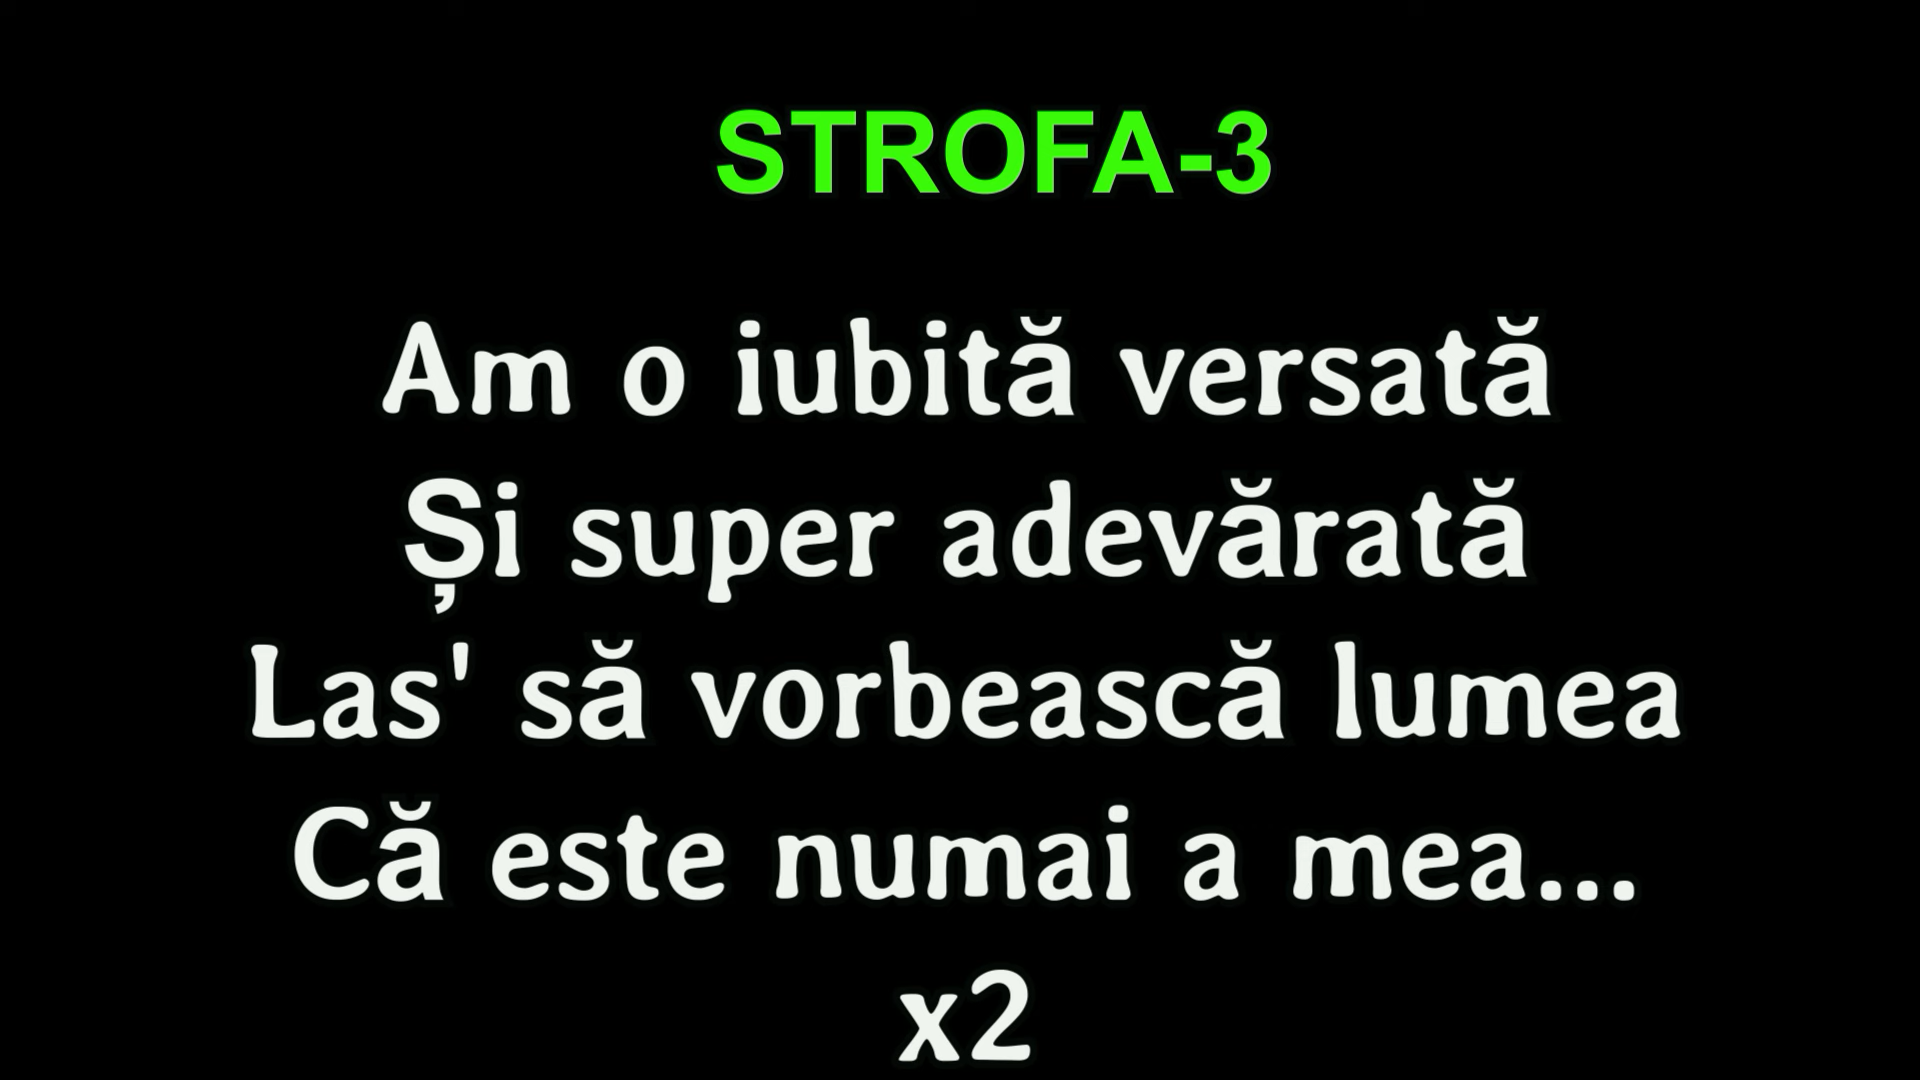 STROFA-3
Am o iubită versată
Și super adevărată
Las' să vorbească lumea
Că este numai a mea...
x2